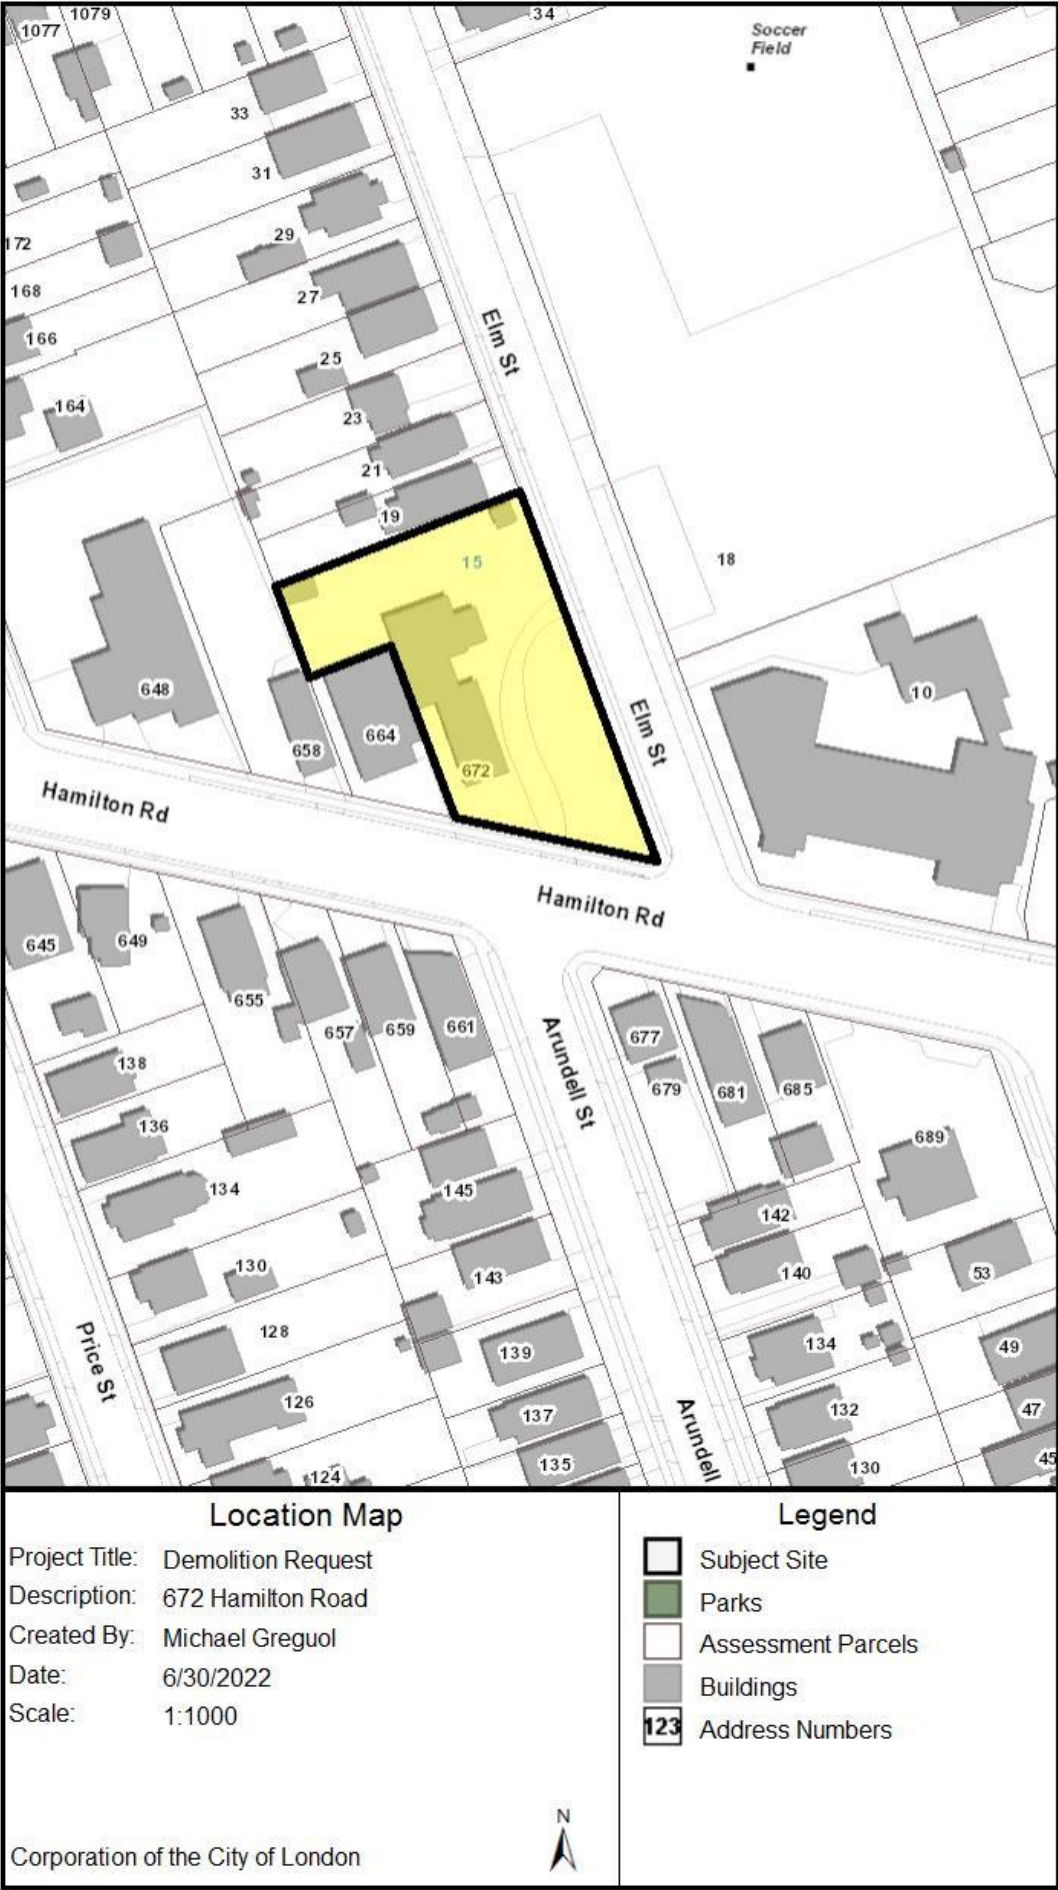 1079
34
1077
Soccer
Field
33
31
29
172
27
168
166
Elm St
25
164
23
21
19
15
18
648
10
664
Elm St
658
672
Hamilton Rd
Hamilton Rd
645
649
655
657
659
661
677
Arundell St
138
679
681
685
136
689
134
145
142
130
143
140
53
128
Price St
139
134
49
126
137
132
47
Arundell
135
130
45
124
Location Map
Project Title: Demolition Request
Description: 672 Hamilton Road
Created By: Michael Greguol
Date: 6/30/2022
Scale: 1:1000
N
Corporation of the City of London
Legend
Subject Site
Parks
Assessment Parcels
Buildings
123 Address Numbers